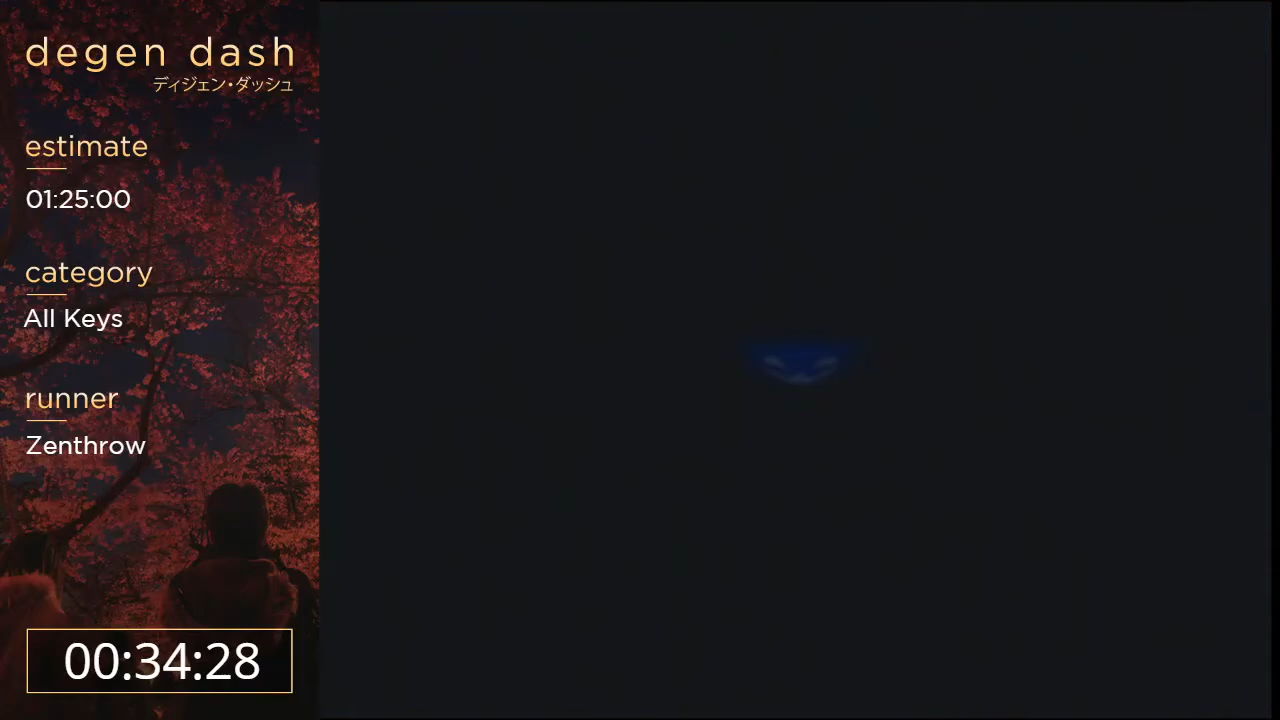 degen dash
ディジェン・ダッシュ
estimate
01:25:00
category
All Keys
runner
Zenthrow
00:34:28